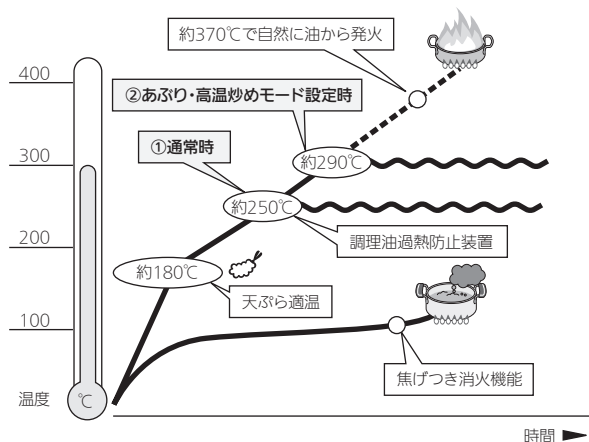 約370℃で自然に油から発火
400
②あぶり・高温炒めモード設定時
①通常時
300
約290℃
約250℃
200
調理油過熱防止装置
約180℃
天ぷら適温
100
焦げつき消火機能
温度
℃
時間